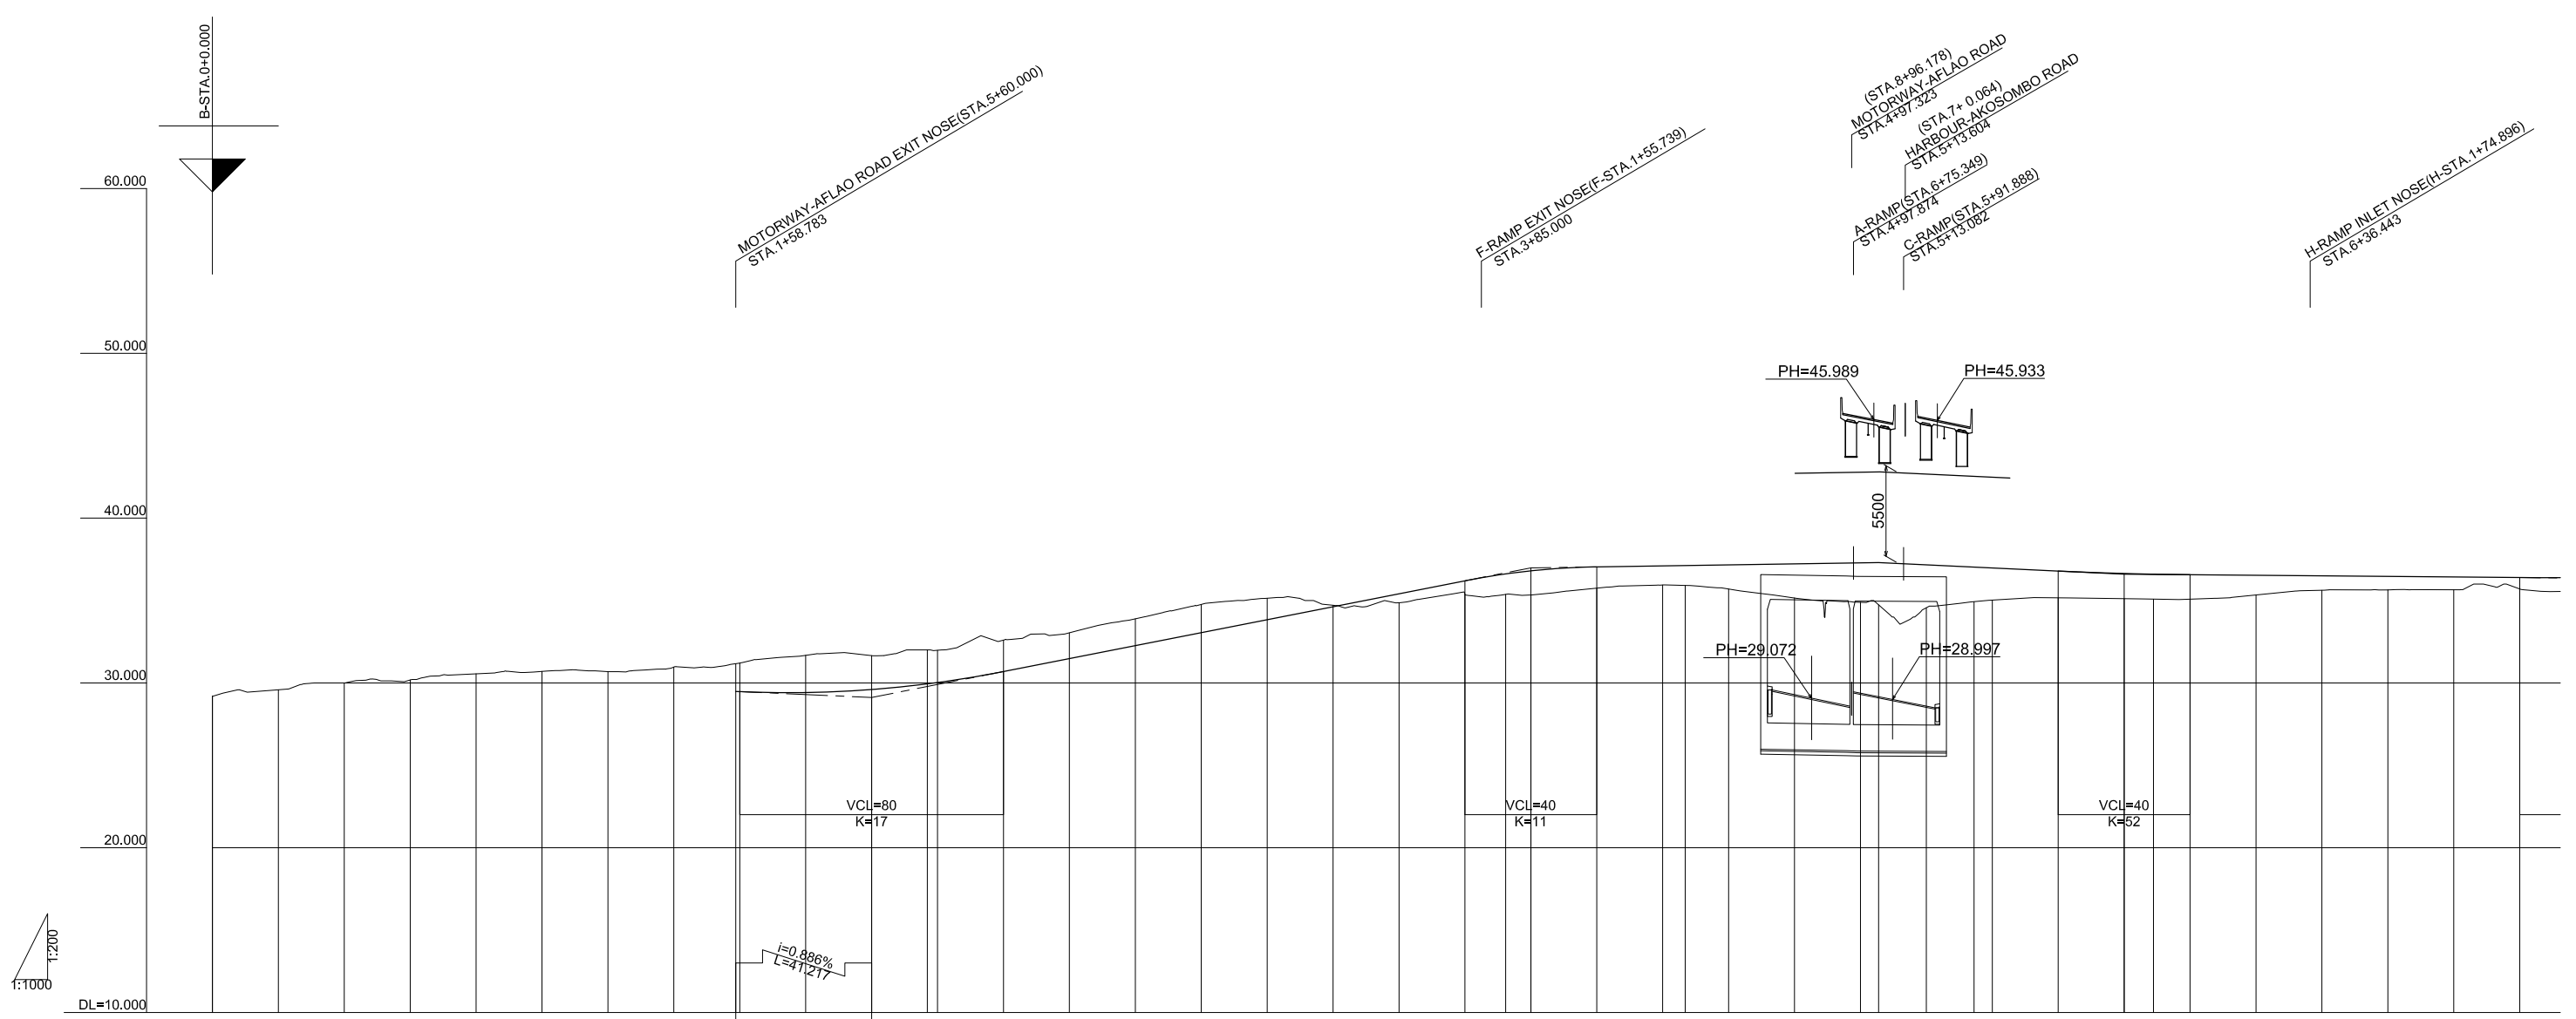 B-STA.0+0.000
MOTORWAY-AFLAO ROAD EXIT NOSE(STA.5+60.000)
STA.1+58.783
F-RAMP EXIT NOSE(F-STA.1+55.739)
STA.3+85.000
(STA.8+96.178)
MOTORWAY-AFLAO ROAD
STA.4+97.323
(STA.7+ 0.064)
HARBOUR-AKOSOMBO ROAD
STA.5+13.604
A-RAMP(STA.6+75.349)
STA.4+97.874
C-RAMP(STA.5+91.888)
STA.5+13.082
H-RAMP INLET NOSE(H-STA.1+74.896)
STA.6+36.443
60.000
50.000
PH=45.989
PH=45.933
40.000
5500
30.000
PH=29.072
PH=28.997
VCL=80
K=17
VCL=40
K=11
VCL=40
K=52
20.000
i=0.886%
L=41.217
1:200
1:1000
DL=10.000